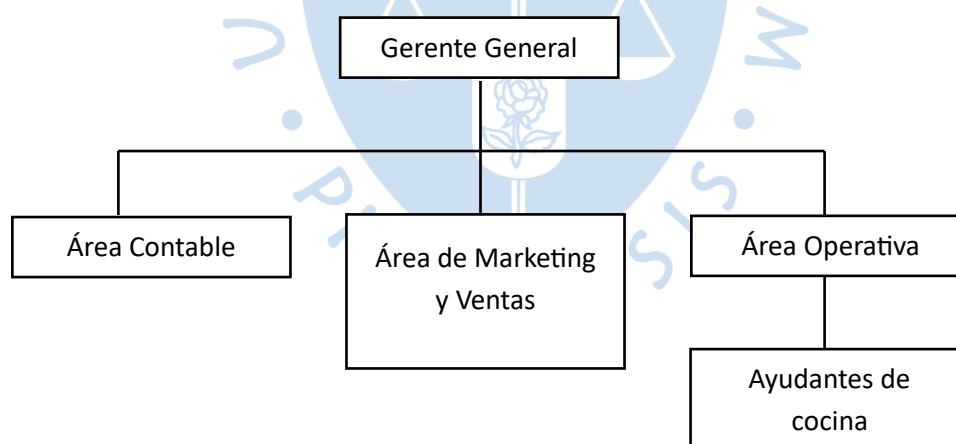 Gerente General
Área Contable
Área de Marketing
y Ventas
Área Operativa
Ayudantes de
cocina